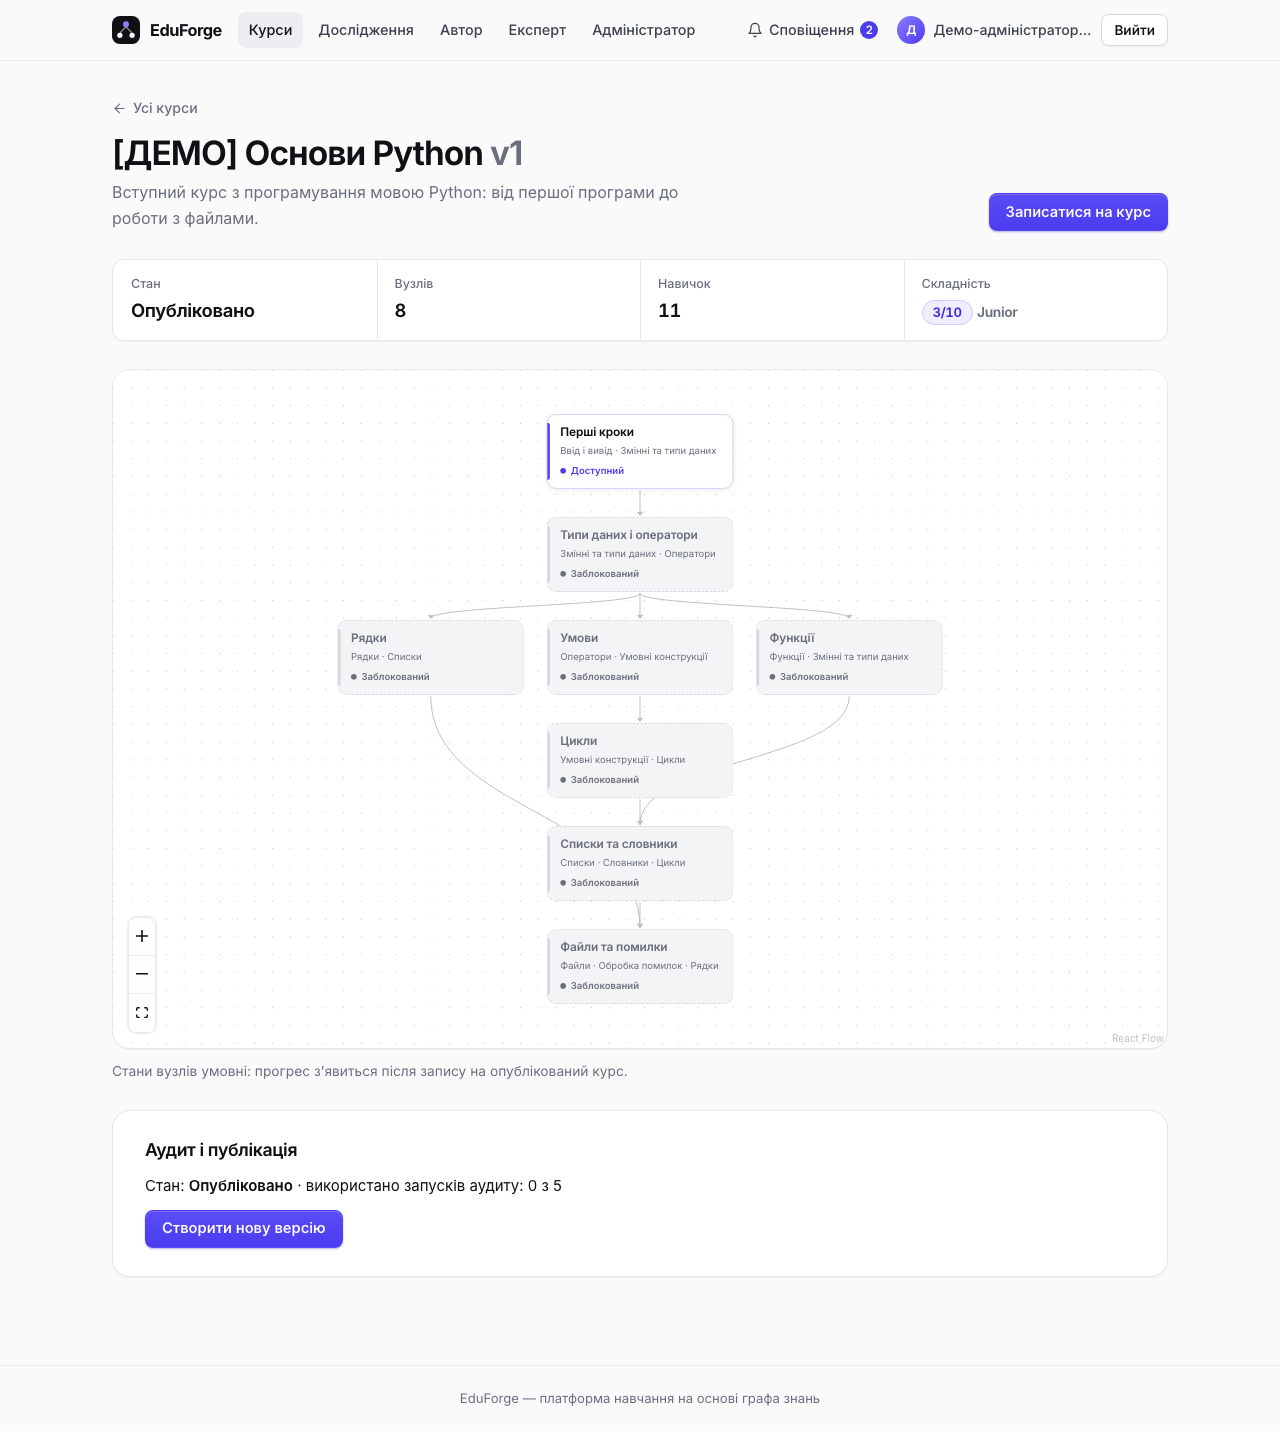 EduForge
Курси
Дослідження
Автор
Експерт
Адміністратор
Сповіщення 2
Д Демо-адміністратор...
Вийти
← Усі курси
[ДЕМО] Основи Python v1
Вступний курс з програмування мовою Python: від першої програми до
роботи з файлами.
Записатися на курс
Стан
Опубліковано
Вузлів
8
Навичок
11
Складність
3/10 Junior
Перші кроки
Ввід і вивід · Змінні та типи даних
Доступний
Типи даних і оператори
Змінні та типи даних · Оператори
Заблокований
Рядки
Рядки · Списки
Заблокований
Умови
Оператори · Умовні конструкції
Заблокований
Функції
Функції · Змінні та типи даних
Заблокований
Цикли
Умовні конструкції · Цикли
Заблокований
Списки та словники
Списки · Словники · Цикли
Заблокований
Файли та помилки
Файли · Обробка помилок · Рядки
Заблокований
React Flow
Стани вузлів умовні: прогрес зʼявиться після запису на опублікований курс.
Аудит і публікація
Стан: Опубліковано · використано запусків аудиту: 0 з 5
Створити нову версію
EduForge — платформа навчання на основі графа знань